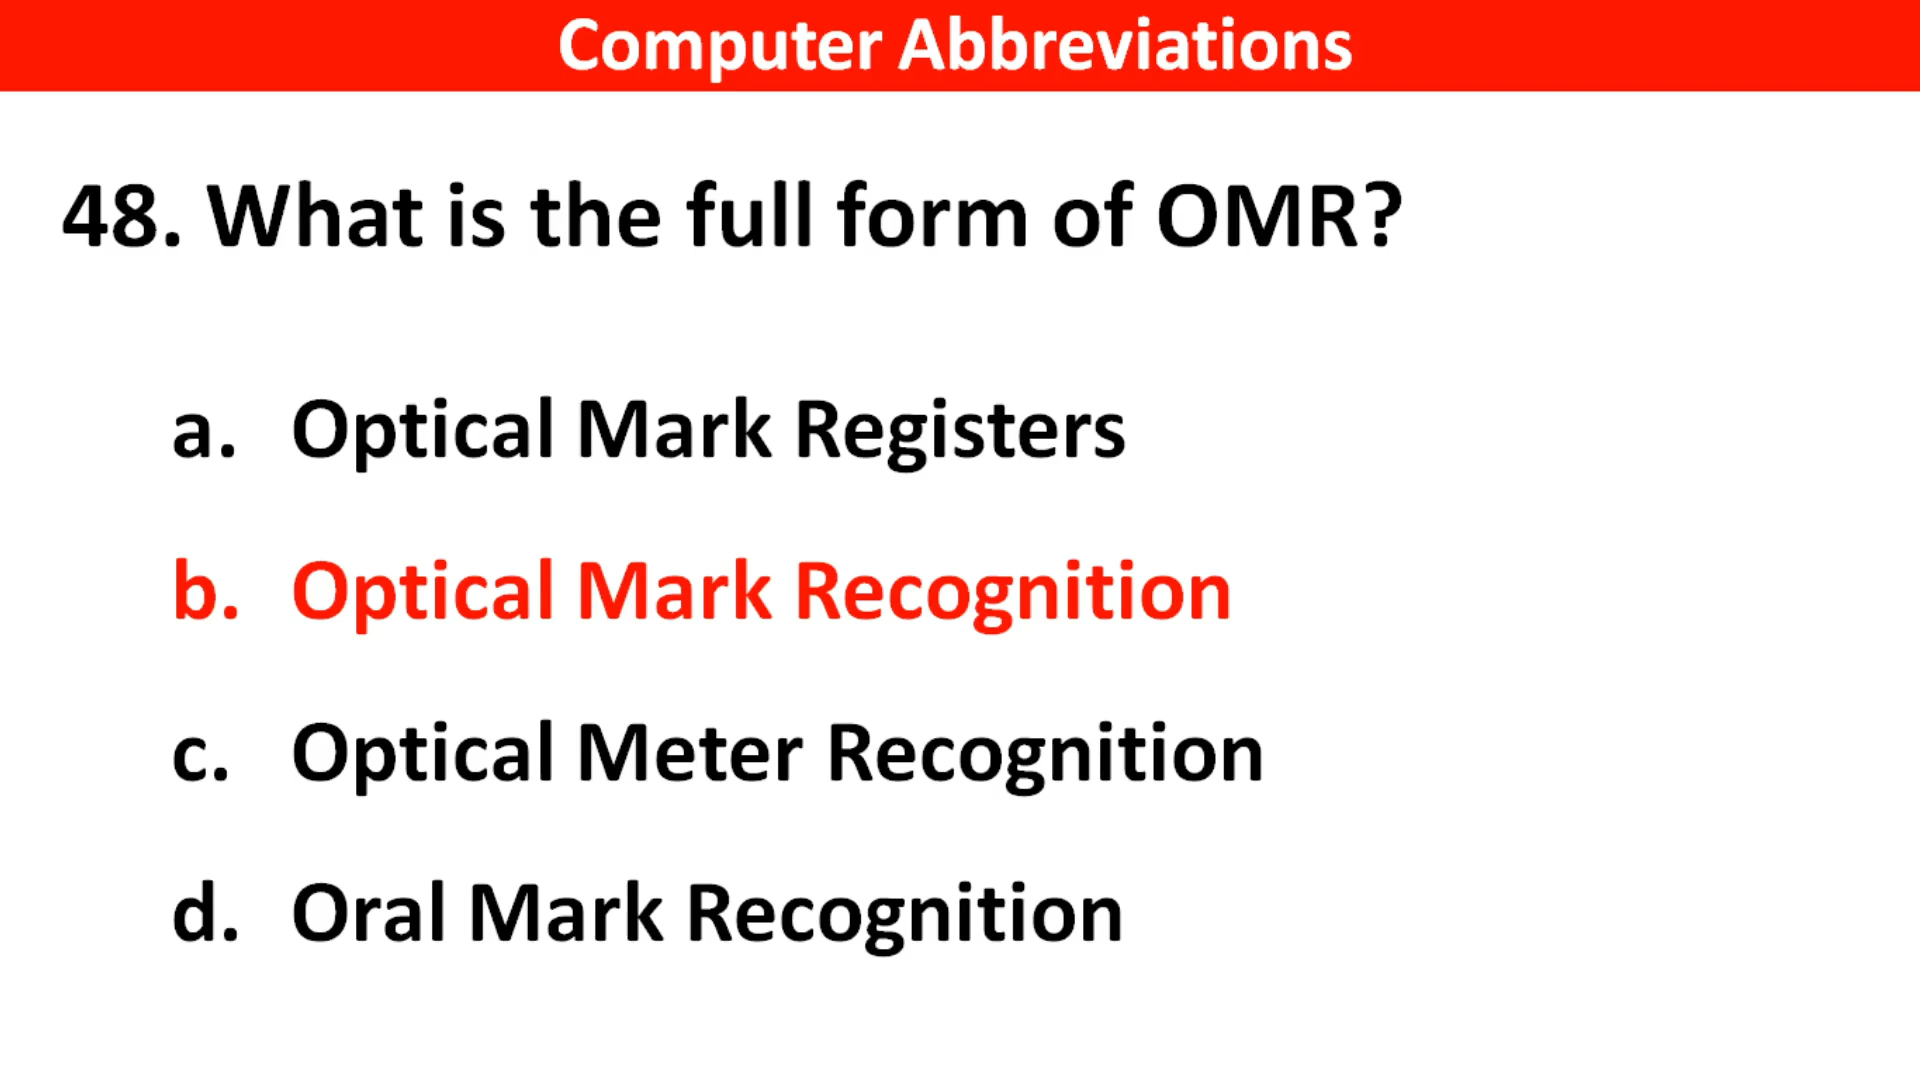 Computer Abbreviations
48. What is the full form of OMR?
a. Optical Mark Registers
b. Optical Mark Recognition
c. Optical Meter Recognition
d. Oral Mark Recognition